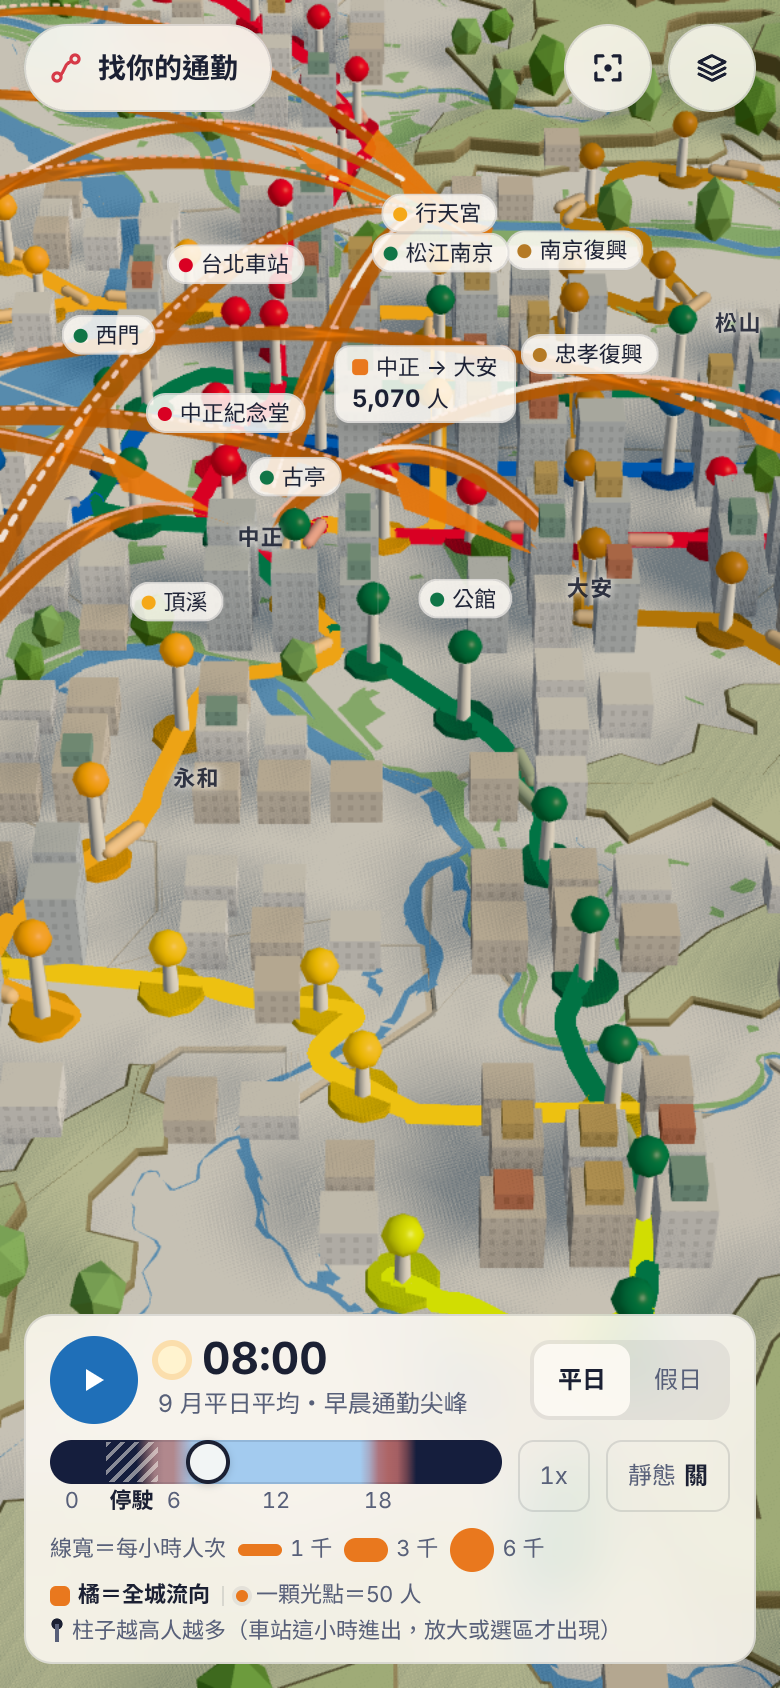 找你的通勤
行天宮
松江南京
南京復興
台北車站
松山
西門
忠孝復興
中正 → 大安
5,070 人
中正紀念堂
古亭
中正
大安
頂溪
公館
永和
08:00
9 月平日平均・早晨通勤尖峰
平日
假日
0 停駛 6 12 18
1x
靜態 關
線寬＝每小時人次 1 千 3 千 6 千
橘＝全城流向 一顆光點＝50 人
柱子越高人越多（車站這小時進出，放大或選區才出現）